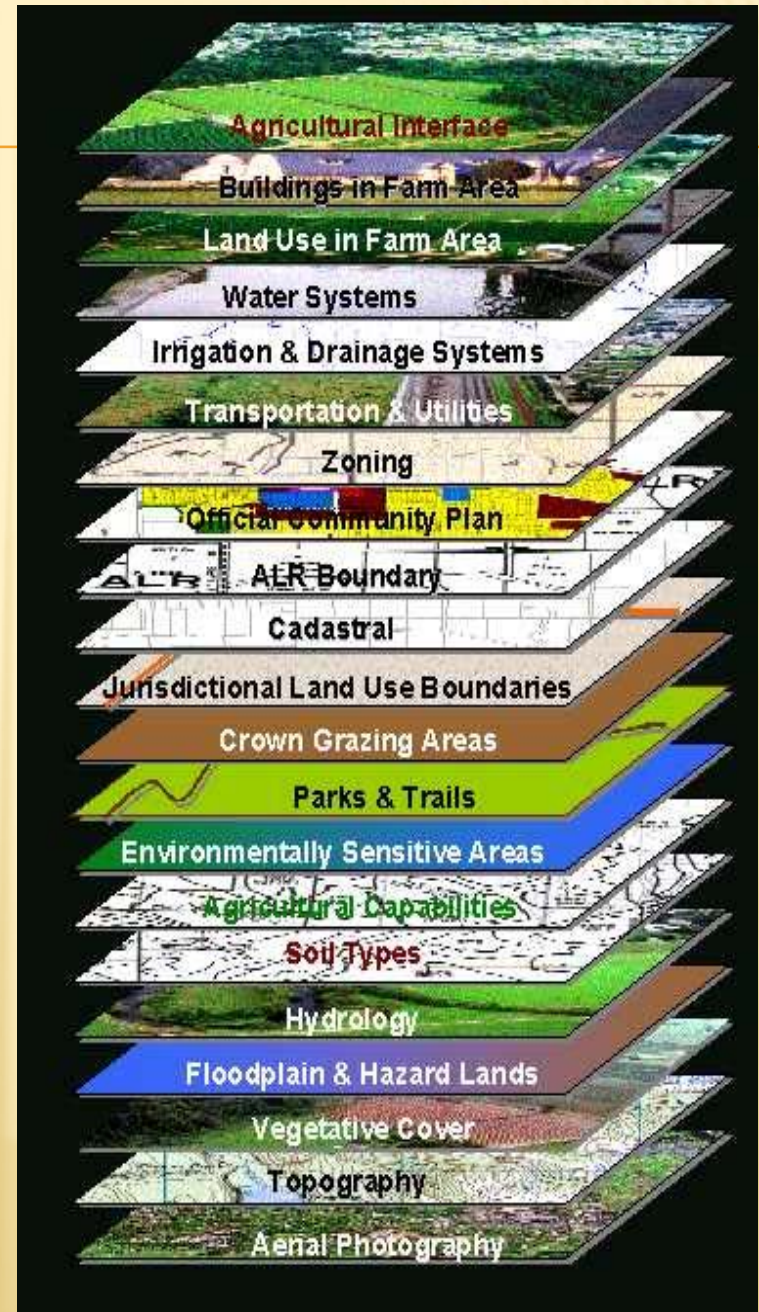 Agricultural Interface
Buildings in Farm Area
Land Use in Farm Area
Water Systems
Irrigation & Drainage Systems
Transportation & Utilities
Zoning
Official Community Plan
ALR Boundary
ALR
Cadastral
Jurisdictional Land Use Boundaries
Crown Grazing Areas
Parks & Trails
Environmentally Sensitive Areas
Agricultural Capabilities
Soil Types
Hydrology
Floodplain & Hazard Lands
Vegetative Cover
Topography
Aerial Photography